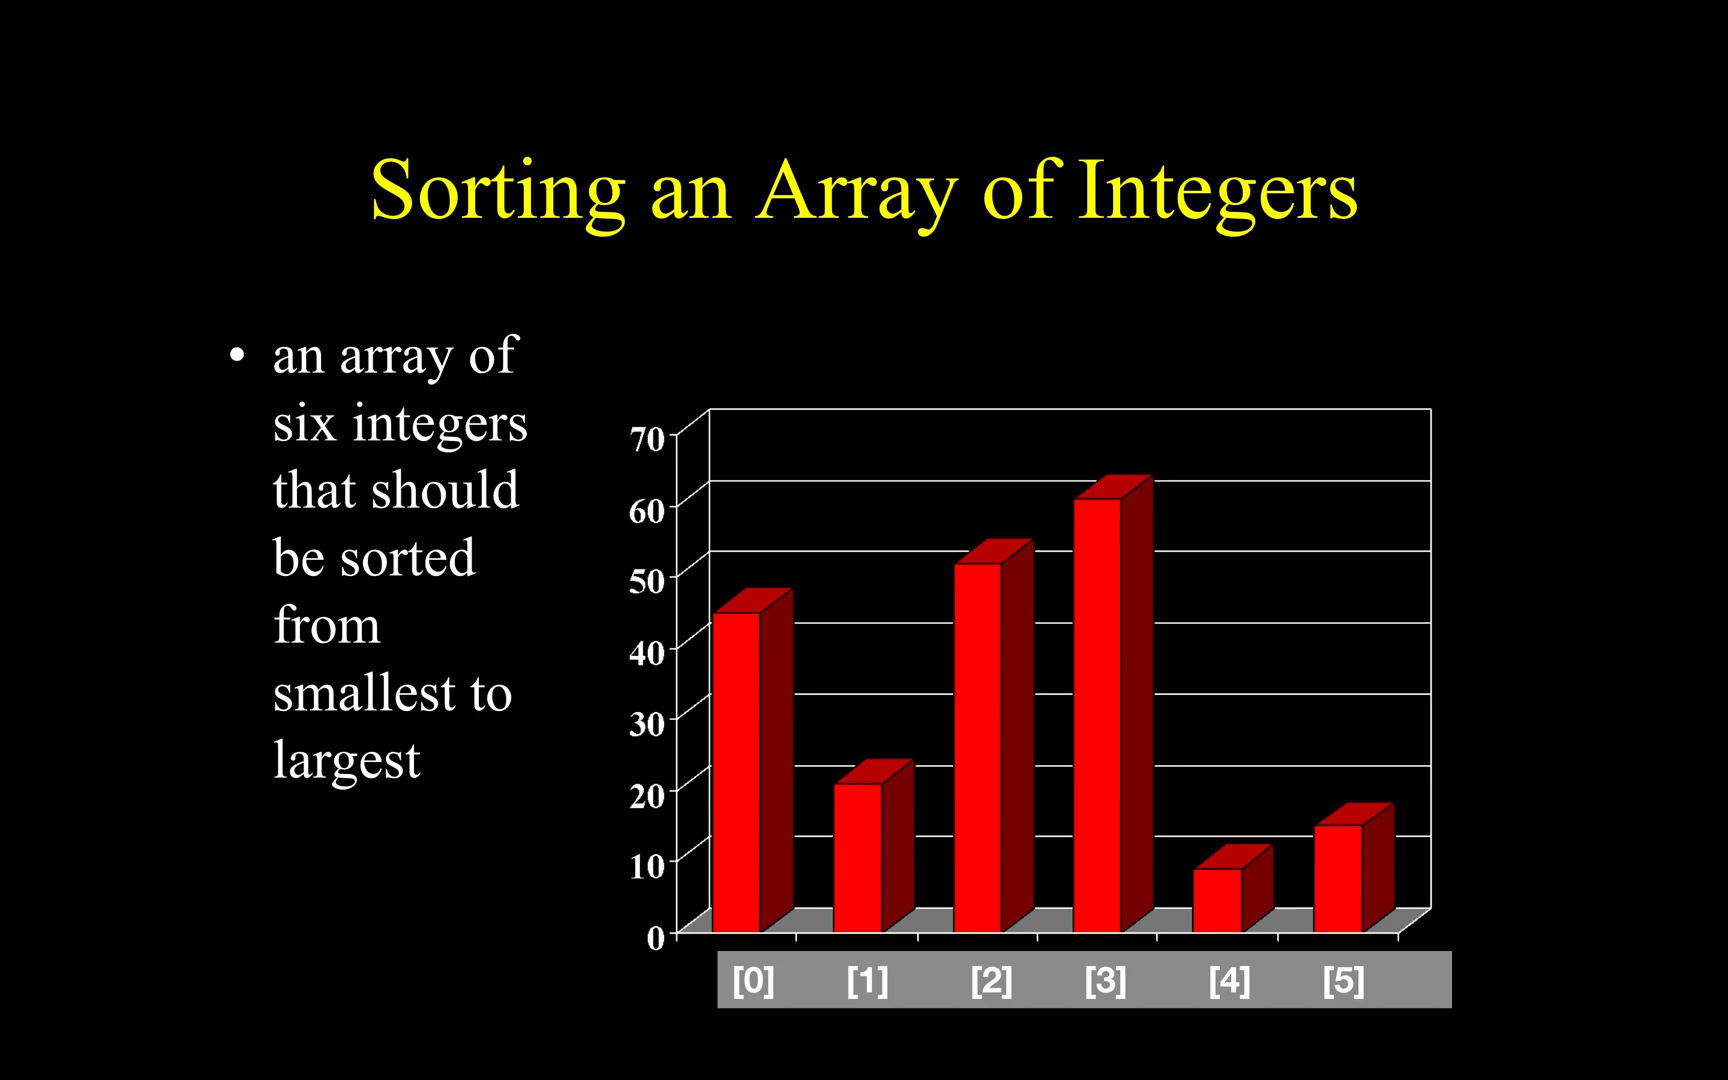 Sorting an Array of Integers
• an array of
six integers
that should
be sorted
from
smallest to
largest
70
60
50
40
30
20
10
0
[0] [1] [2] [3] [4] [5]